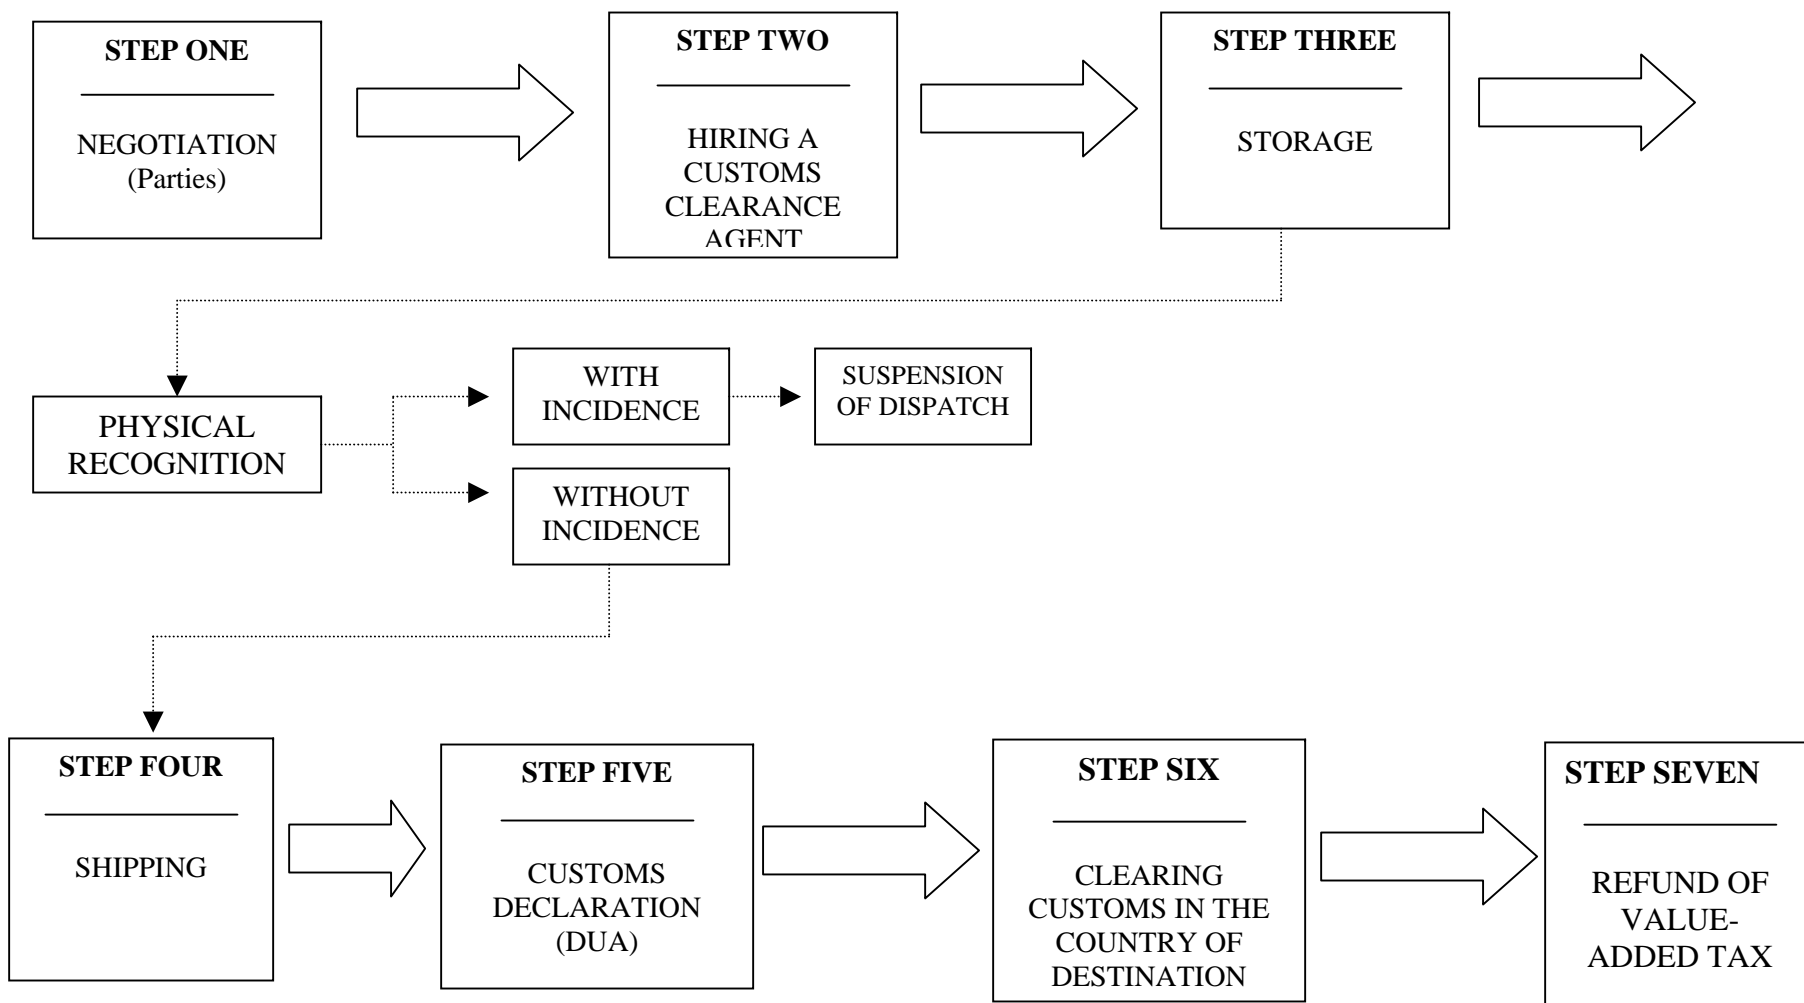 STEP ONE
NEGOTIATION
(Parties)
STEP TWO
HIRING A
CUSTOMS
CLEARANCE
AGENT
STEP THREE
STORAGE
PHYSICAL
RECOGNITION
WITH
INCIDENCE
SUSPENSION
OF DISPATCH
WITHOUT
INCIDENCE
STEP FOUR
SHIPPING
STEP FIVE
CUSTOMS
DECLARATION
(DUA)
STEP SIX
CLEARING
CUSTOMS IN THE
COUNTRY OF
DESTINATION
STEP SEVEN
REFUND OF
VALUE-
ADDED TAX